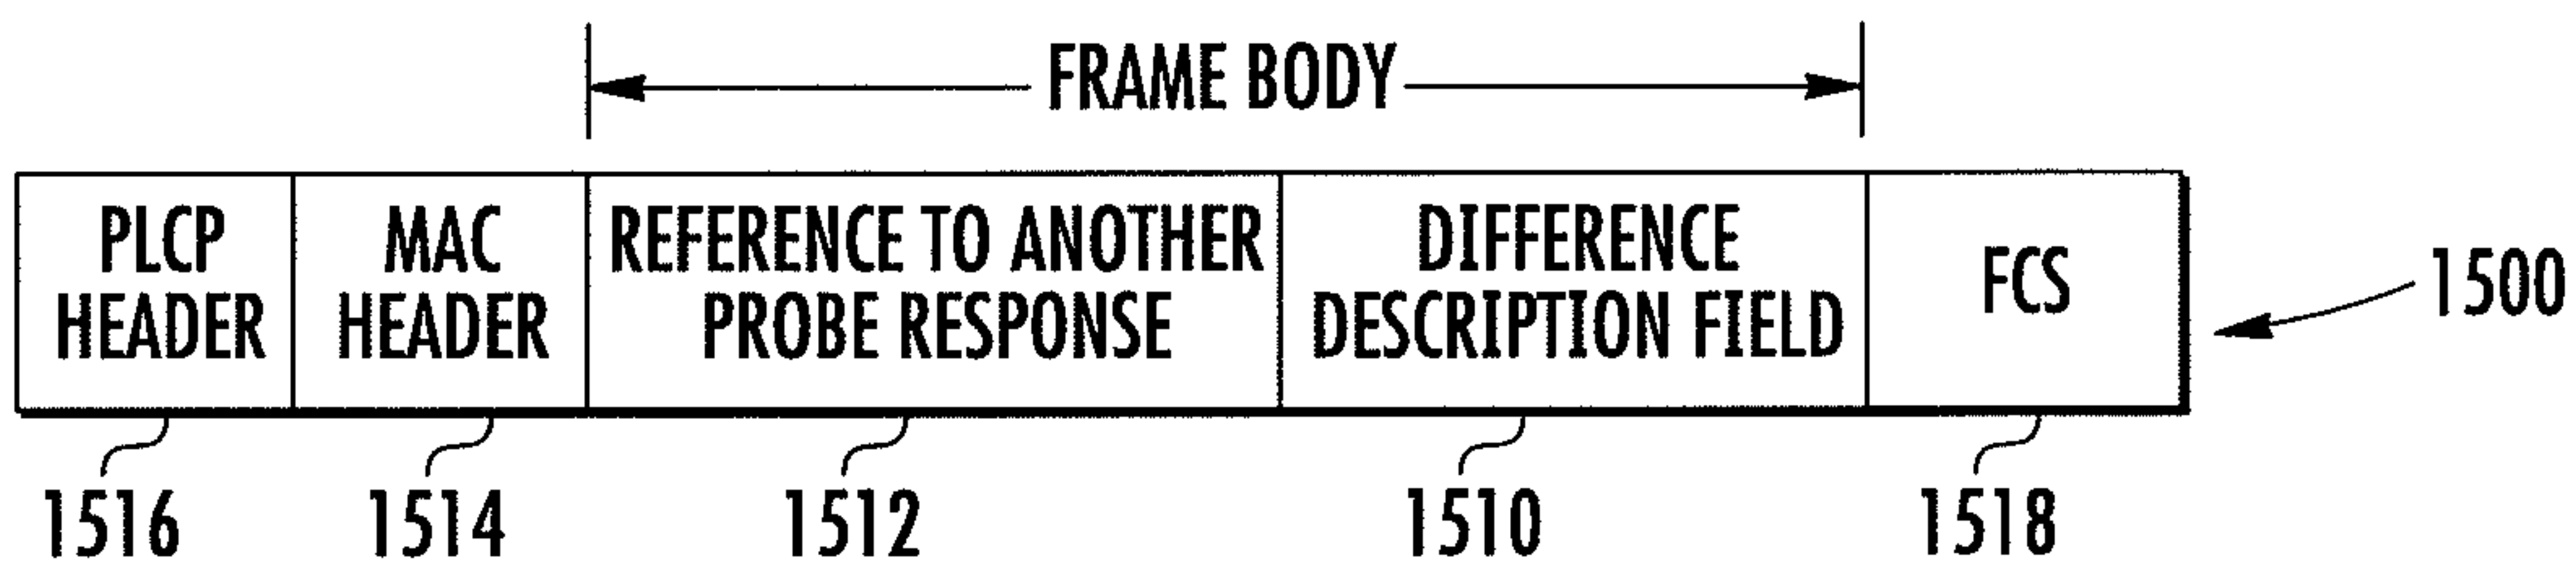 FRAME BODY
PLCP
HEADER
MAC
HEADER
REFERENCE TO ANOTHER
PROBE RESPONSE
DIFFERENCE
DESCRIPTION FIELD
FCS
1500
1516
1514
1512
1510
1518